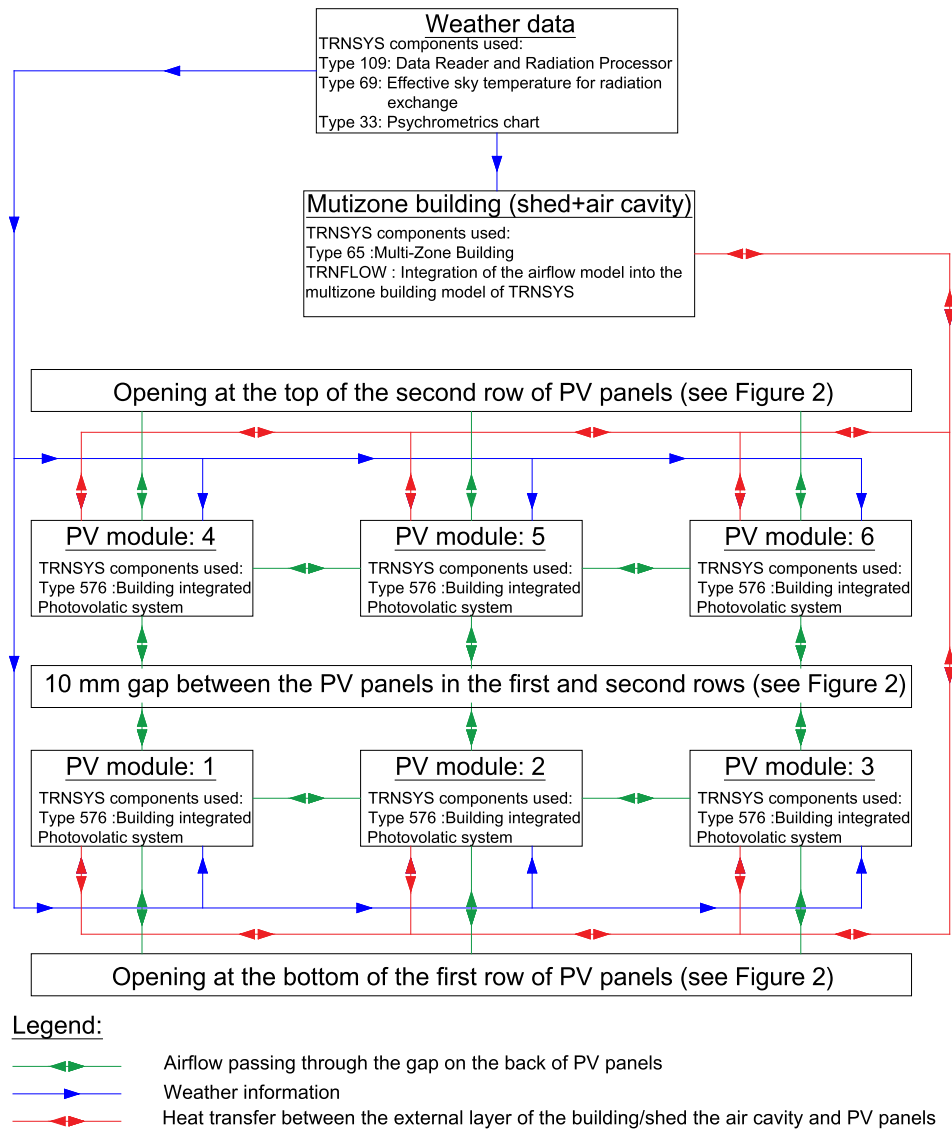 Weather data
TRNSYS components used:
Type 109: Data Reader and Radiation Processor
Type 69: Effective sky temperature for radiation
exchange
Type 33: Psychrometrics chart
Mutizone building (shed+air cavity)
TRNSYS components used:
Type 65 :Multi-Zone Building
TRNFLOW : Integration of the airflow model into the
multizone building model of TRNSYS
Opening at the top of the second row of PV panels (see Figure 2)
PV module: 4
TRNSYS components used:
Type 576 :Building integrated
Photovolatic system
PV module: 5
TRNSYS components used:
Type 576 :Building integrated
Photovolatic system
PV module: 6
TRNSYS components used:
Type 576 :Building integrated
Photovolatic system
10 mm gap between the PV panels in the first and second rows (see Figure 2)
PV module: 1
TRNSYS components used:
Type 576 :Building integrated
Photovolatic system
PV module: 2
TRNSYS components used:
Type 576 :Building integrated
Photovolatic system
PV module: 3
TRNSYS components used:
Type 576 :Building integrated
Photovolatic system
Opening at the bottom of the first row of PV panels (see Figure 2)
Legend:
Airflow passing through the gap on the back of PV panels
Weather information
Heat transfer between the external layer of the building/shed the air cavity and PV panels